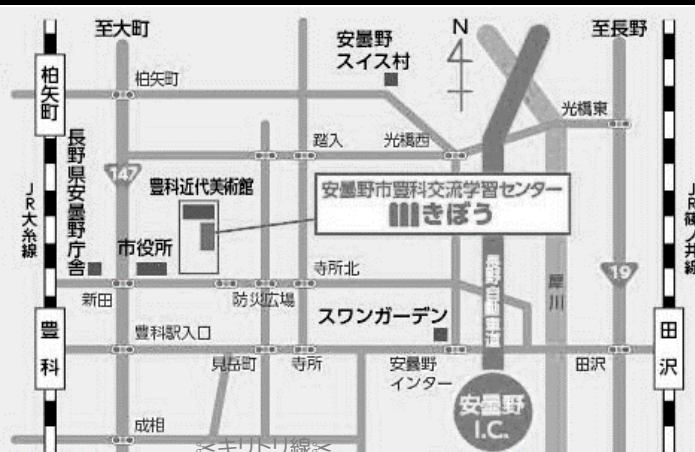 至大町
安曇野
スイス村
N
至長野
柏矢町
柏矢町
光橋東
踏入
光橋西
長野県安曇野庁舎
147
豊科近代美術館
安曇野市豊科交流学習センター
きぼう
JR大糸線
JR篠ノ井線
市役所
寺所北
長野自動車道
犀川
19
新田
防災広場
スワンガーデン
豊科
豊科駅入口
田沢
見岳町
寺所
安曇野
インター
田沢
安曇野
I.C.
成相
キリトリ線